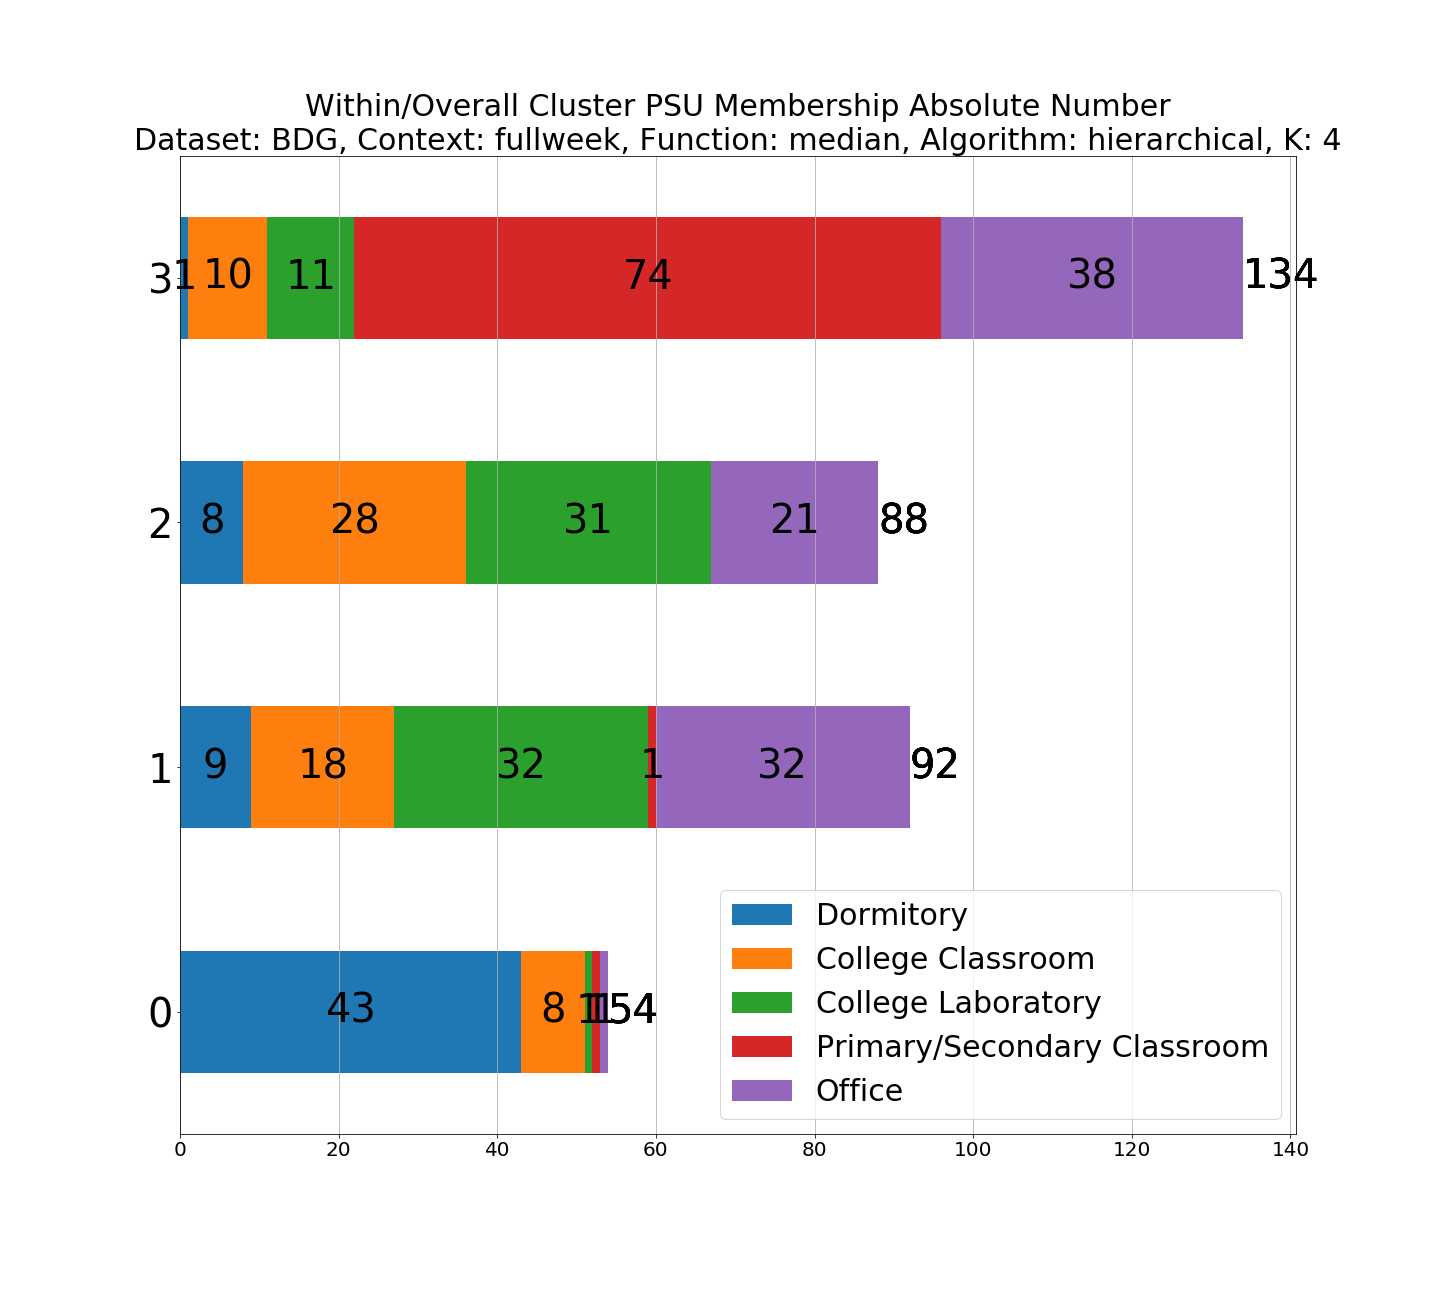 Within/Overall Cluster PSU Membership Absolute Number
Dataset: BDG, Context: fullweek, Function: median, Algorithm: hierarchical, K: 4
3 1 10 11 74 38 134
2 8 28 31 21 88
1 9 18 32 1 32 92
0 43 8 1 1 1 54
Dormitory
College Classroom
College Laboratory
Primary/Secondary Classroom
Office
0 20 40 60 80 100 120 140